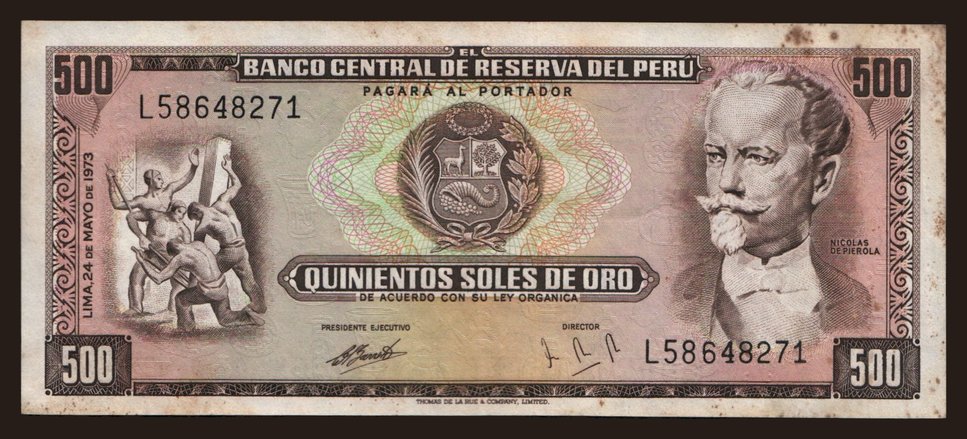 500
EL
500
BANCO CENTRAL DE RESERVA DEL PERÚ
PAGARÁ AL PORTADOR
L58648271
LIMA, 24 DE MAYO DE 1973
NICOLAS
DE PIEROLA
QUINIENTOS SOLES DE ORO
DE ACUERDO CON SU LEY ORGANICA
PRESIDENTE EJECUTIVO
DIRECTOR
L58648271
500
500
THOMAS DE LA RUE & COMPANY, LIMITED.